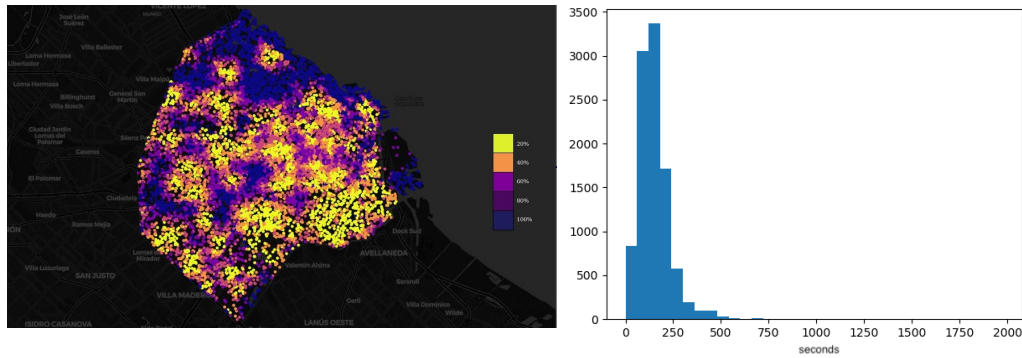 José León
Suárez
VICENTE LÓPEZ
MUNRO
Villa Ballester
Loma Hermosa
Libertador
Villa Maipú
Loma Hermosa
Billinghurst
General San
Martín
Villa Bosch
Ciudad Jardín
Lomas del
Palomar
Sáenz P
Caseros
El Palomar
Ciudadela
Haedo
Ramos Mejía
RÓN
Lomas del
Mirador
Villa Luzuriaga
SAN JUSTO
VILLA MADERO
ISIDRO CASANOVA
Dock Sud
AVELLANEDA
Valentín Alsina
Sarandí
Gerli
Villa Domínico
Wilde
LANÚS OESTE
20%
40%
60%
80%
100%
3500
3000
2500
2000
1500
1000
500
0
0
250
500
750
1000
1250
1500
1750
2000
seconds